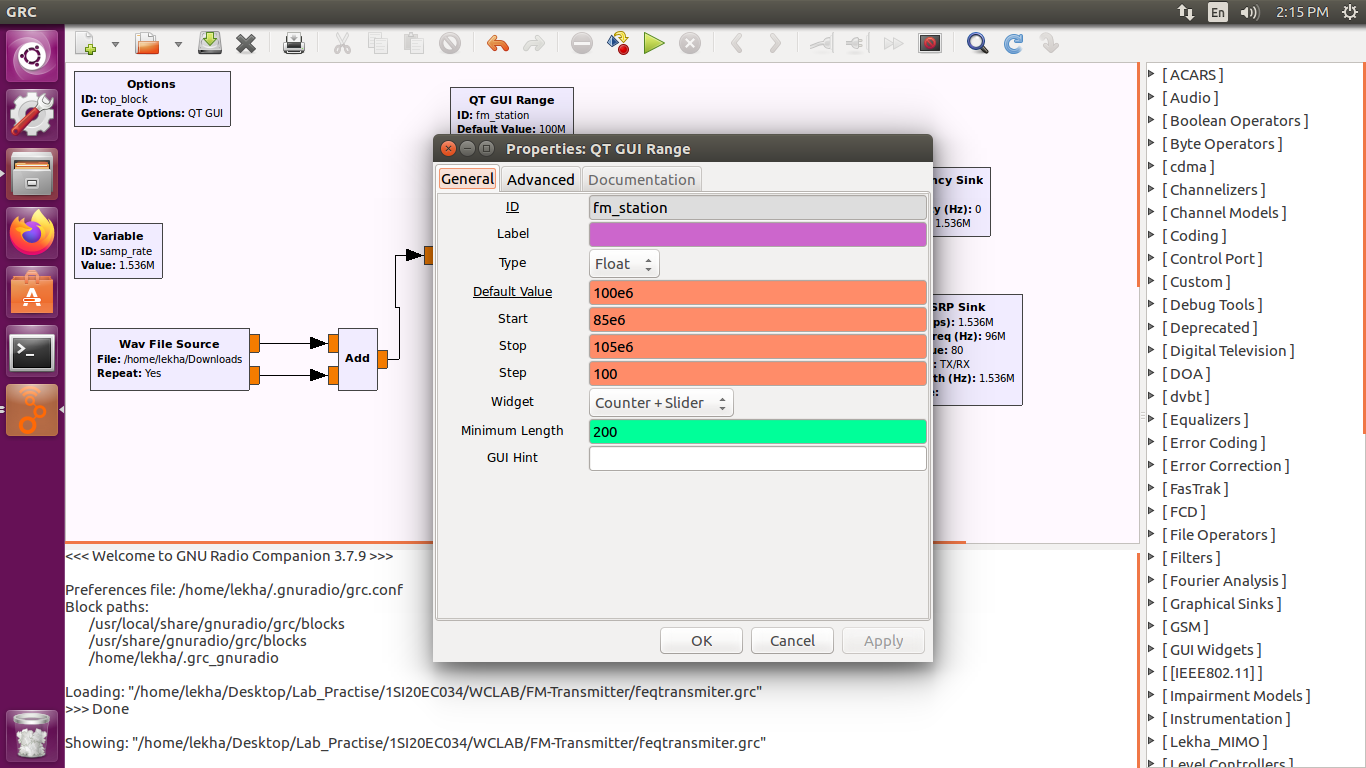 GRC
En
2:15 PM
Options
ID: top_block
Generate Options: QT GUI
QT GUI Range
ID: fm_station
Default Value: 100M
Variable
ID: samp_rate
Value: 1.536M
Wav File Source
File: /home/lekha/Downloads
Repeat: Yes
Add
ncy Sink
y (Hz): 0
1.536M
SRP Sink
ps): 1.536M
req (Hz): 96M
ue: 80
: TX/RX
th (Hz): 1.536M
e:
Properties: QT GUI Range
General
Advanced
Documentation
ID
fm_station
Label
Type
Float
Default Value
100e6
Start
85e6
Stop
105e6
Step
100
Widget
Counter + Slider
Minimum Length
200
GUI Hint
OK
Cancel
Apply
<<< Welcome to GNU Radio Companion 3.7.9 >>>
Preferences file: /home/lekha/.gnuradio/grc.conf
Block paths:
/usr/local/share/gnuradio/grc/blocks
/usr/share/gnuradio/grc/blocks
/home/lekha/.grc_gnuradio
Loading: "/home/lekha/Desktop/Lab_Practise/1SI20EC034/WCLAB/FM-Transmitter/feqtransmiter.grc"
>>> Done
Showing: "/home/lekha/Desktop/Lab_Practise/1SI20EC034/WCLAB/FM-Transmitter/feqtransmiter.grc"
[ ACARS ]
[ Audio ]
[ Boolean Operators ]
[ Byte Operators ]
[ cdma ]
[ Channelizers ]
[ Channel Models ]
[ Coding ]
[ Control Port ]
[ Custom ]
[ Debug Tools ]
[ Deprecated ]
[ Digital Television ]
[ DOA ]
[ dvbt ]
[ Equalizers ]
[ Error Coding ]
[ Error Correction ]
[ FasTrak ]
[ FCD ]
[ File Operators ]
[ Filters ]
[ Fourier Analysis ]
[ Graphical Sinks ]
[ GSM ]
[ GUI Widgets ]
[ [IEEE802.11] ]
[ Impairment Models ]
[ Instrumentation ]
[ Lekha_MIMO ]
[ Level Controllers ]